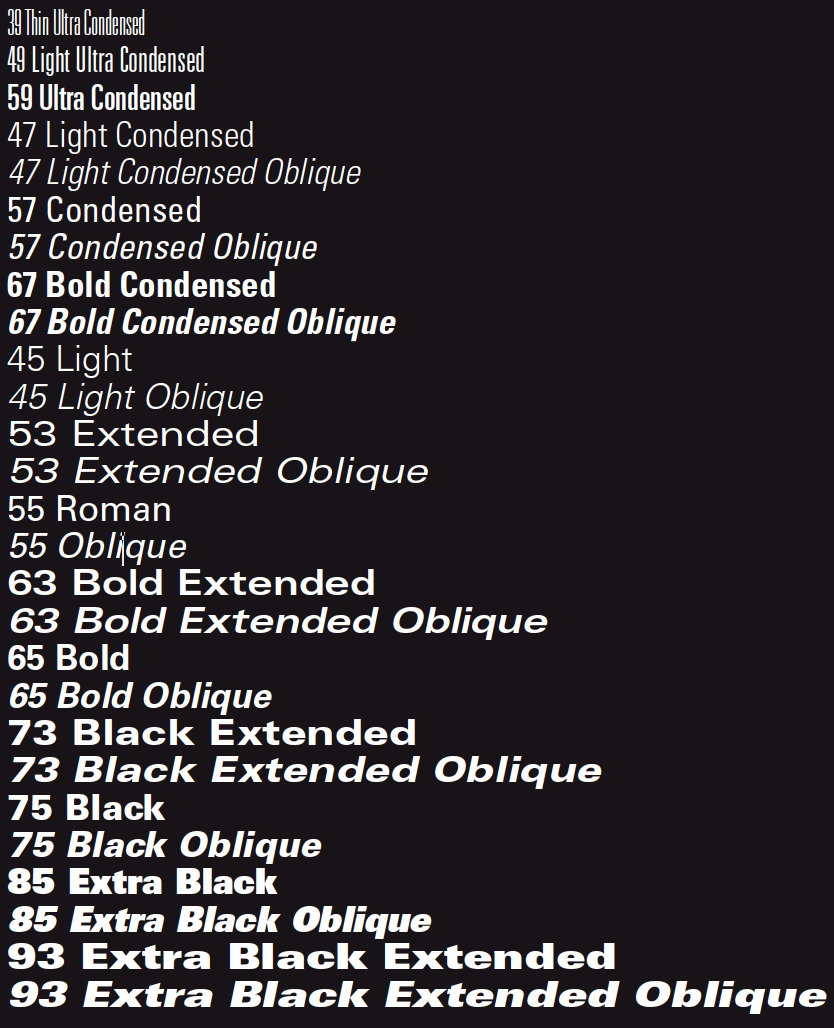 39 Thin Ultra Condensed
49 Light Ultra Condensed
59 Ultra Condensed
47 Light Condensed
47 Light Condensed Oblique
57 Condensed
57 Condensed Oblique
67 Bold Condensed
67 Bold Condensed Oblique
45 Light
45 Light Oblique
53 Extended
53 Extended Oblique
55 Roman
55 Oblique
63 Bold Extended
63 Bold Extended Oblique
65 Bold
65 Bold Oblique
73 Black Extended
73 Black Extended Oblique
75 Black
75 Black Oblique
85 Extra Black
85 Extra Black Oblique
93 Extra Black Extended
93 Extra Black Extended Oblique